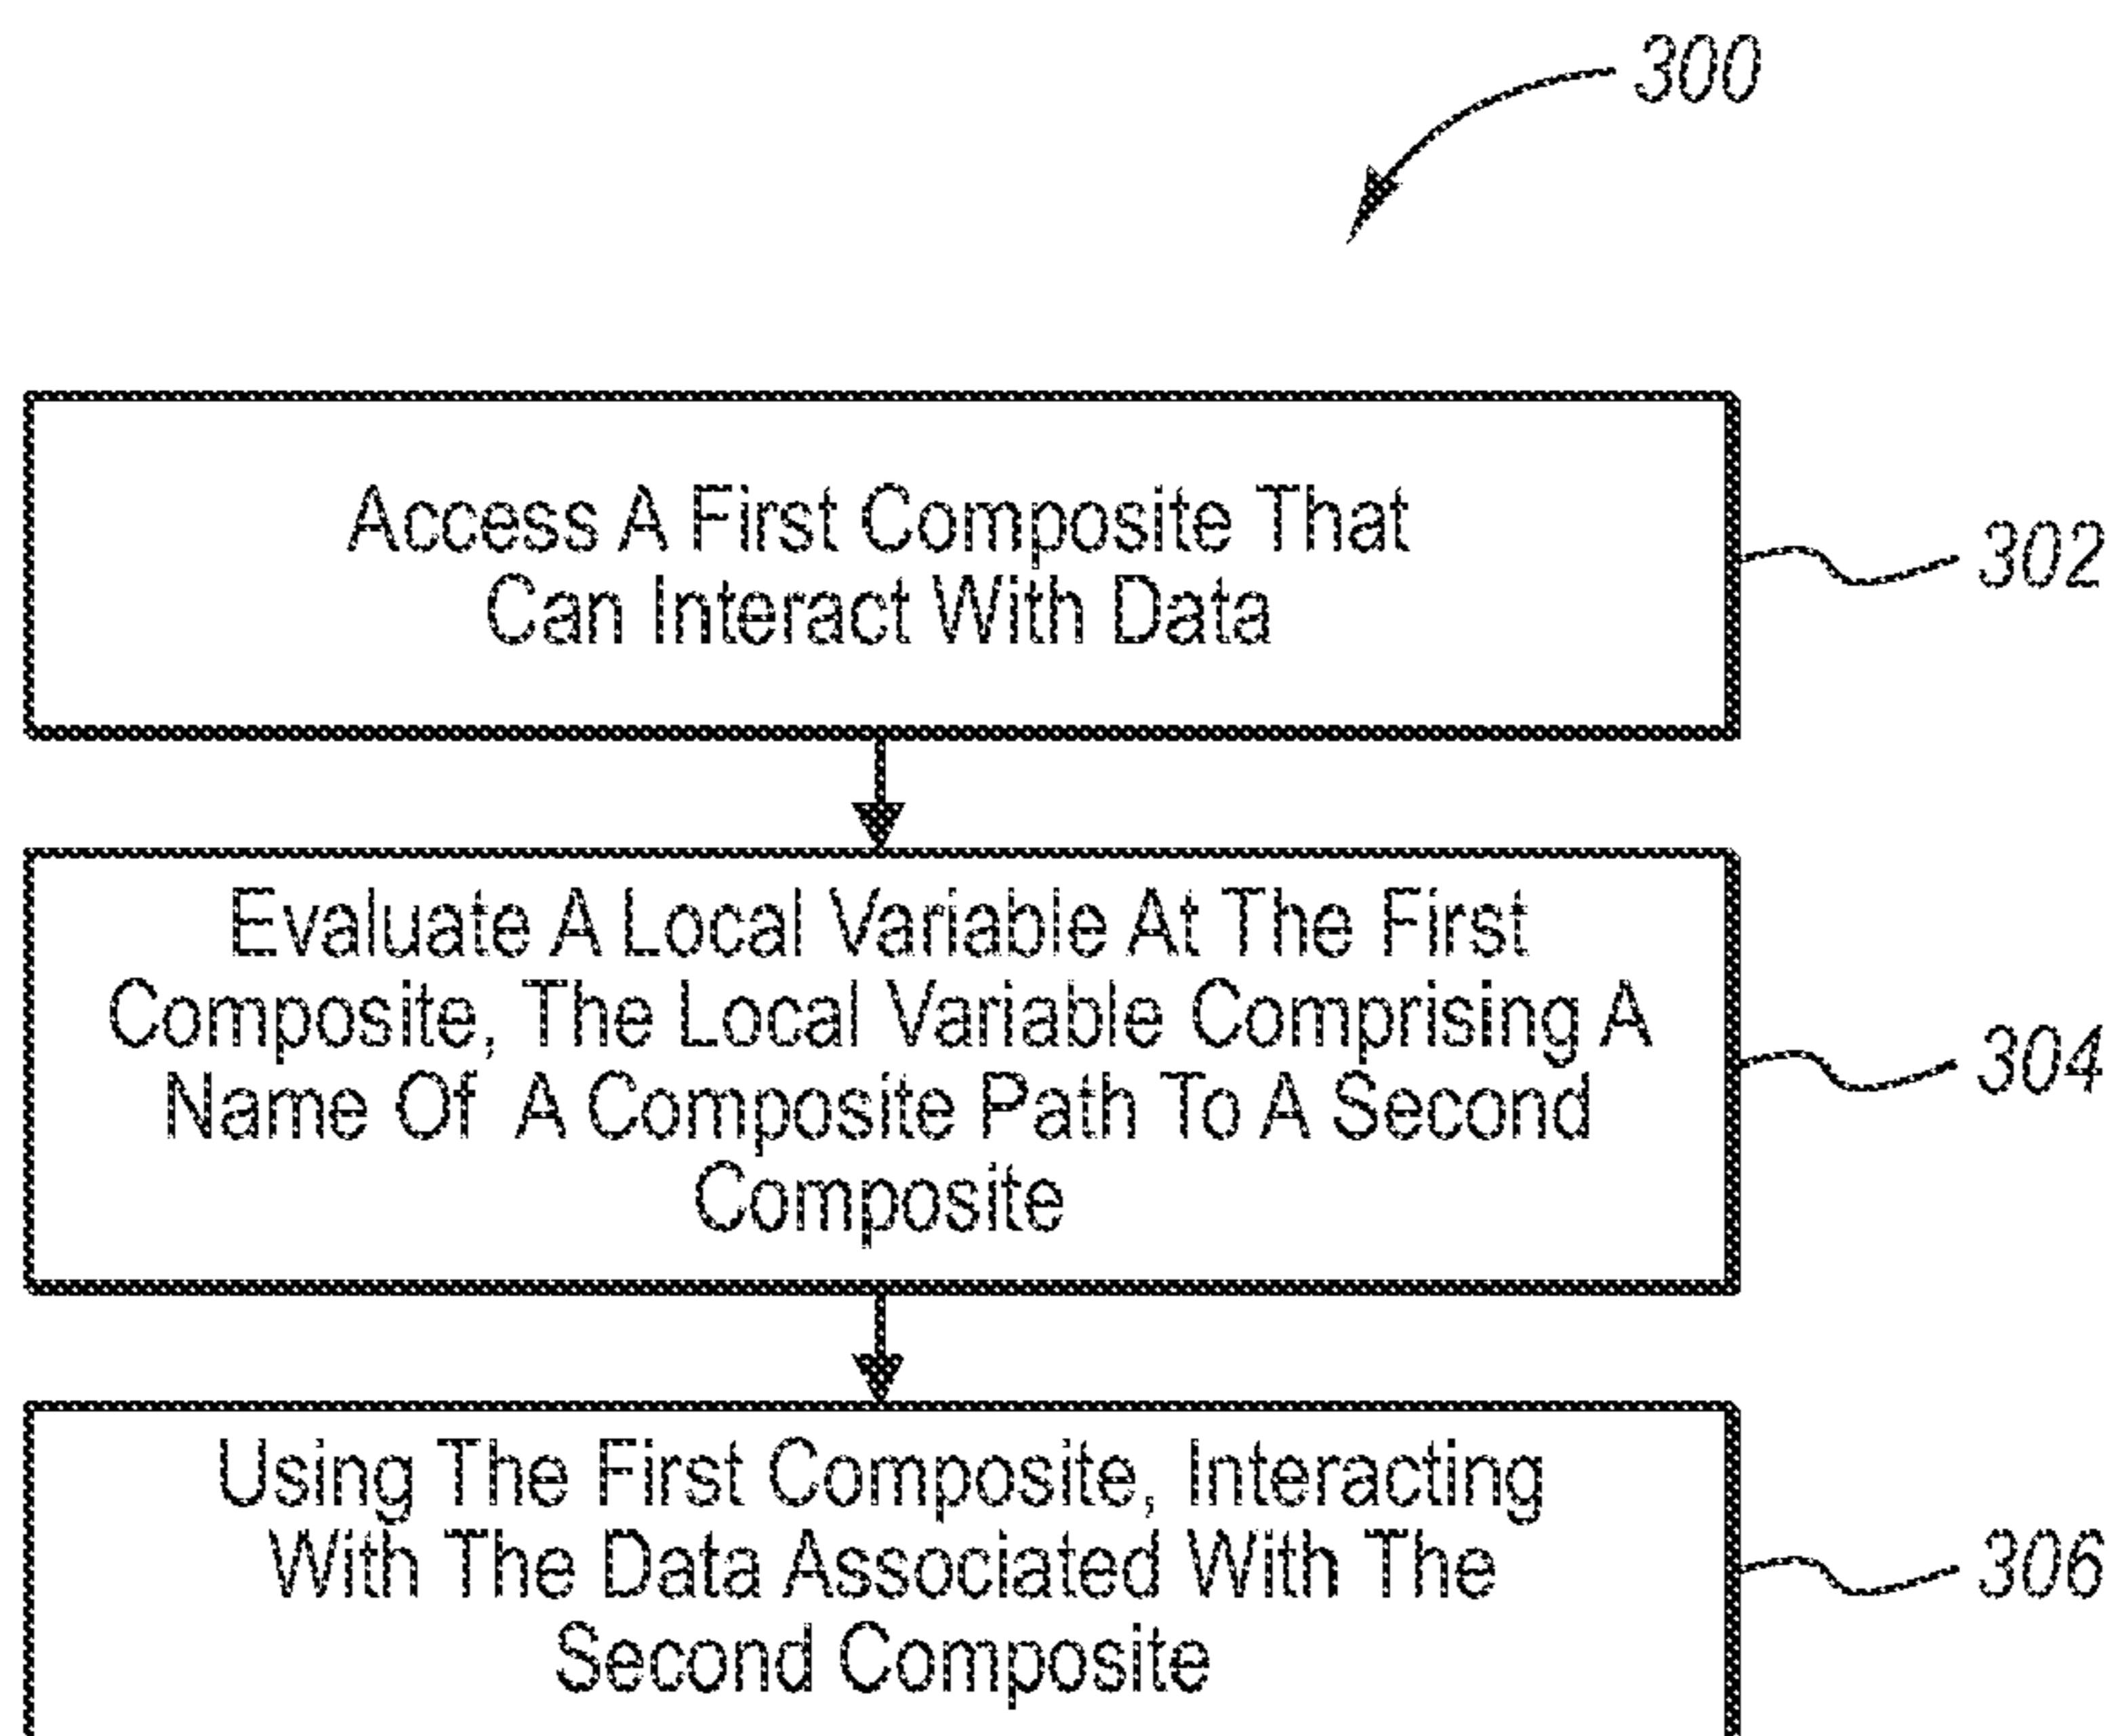 300
Access A First Composite That
Can Interact With Data
302
Evaluate A Local Variable At The First
Composite, The Local Variable Comprising A
Name Of A Composite Path To A Second
Composite
304
Using The First Composite, Interacting
With The Data Associated With The
Second Composite
306